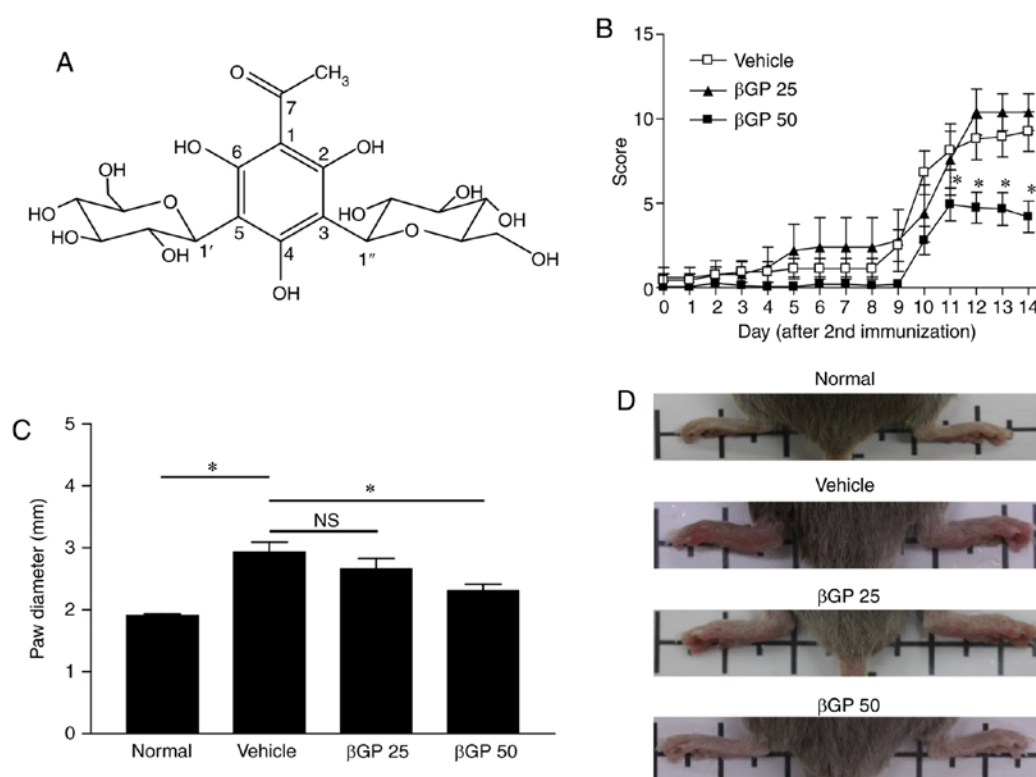 A
O
CH3
7
1
HO
6
2
OH
OH
HO
O
HO
OH
1′
5
3
4
OH
HO
OH
OH
O
1″
OH
B
15
10
5
0
Score
Vehicle
βGP 25
βGP 50
* * * *
0 1 2 3 4 5 6 7 8 9 10 11 12 13 14
Day (after 2nd immunization)
C
5
4
3
2
1
0
Paw diameter (mm)
*
*
NS
Normal Vehicle βGP 25 βGP 50
D
Normal
Vehicle
βGP 25
βGP 50